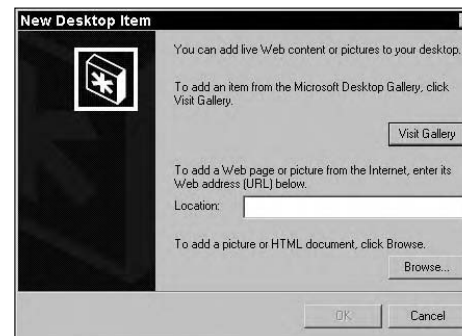 New Desktop Item
You can add live Web content or pictures to your desktop.
To add an item from the Microsoft Desktop Gallery, click
Visit Gallery.
Visit Gallery
To add a Web page or picture from the Internet, enter its
Web address (URL) below.
Location:
To add a picture or HTML document, click Browse.
Browse...
OK
Cancel